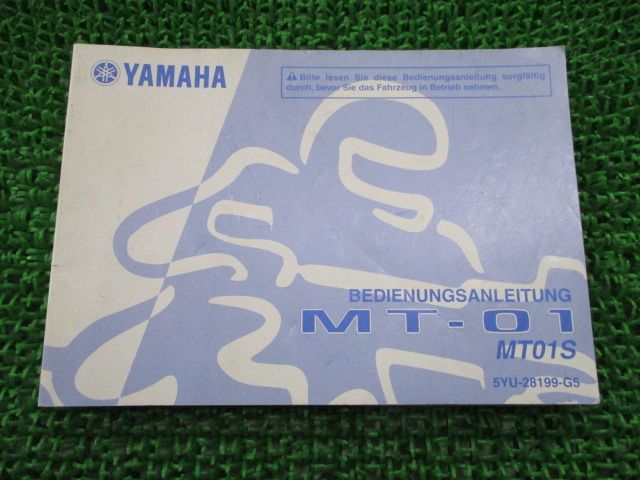 YAMAHA
Bitte lesen Sie diese Bedienungsanleitung sorgfältig
durch, bevor Sie das Fahrzeug in Betrieb nehmen.
BEDIENUNGSANLEITUNG
MT-01
MT01S
5YU-28199-G5